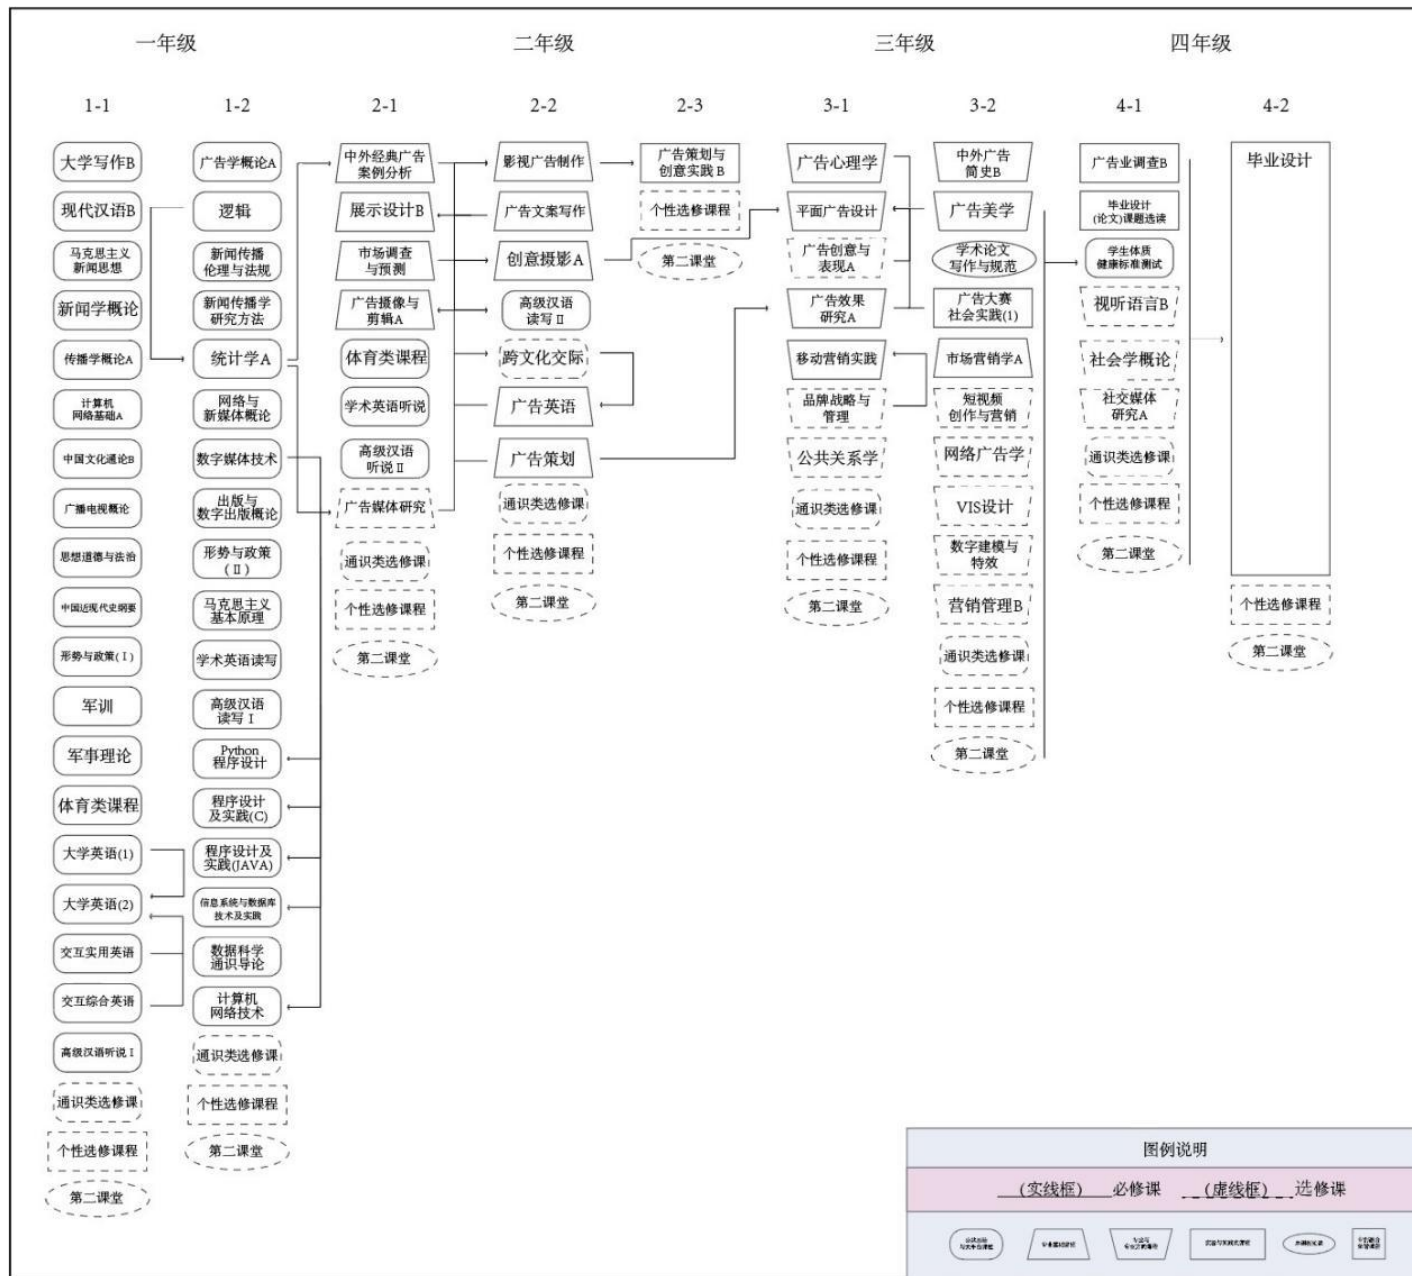 一年级
二年级
三年级
四年级
1-1
1-2
2-1
2-2
2-3
3-1
3-2
4-1
4-2
大学写作B
现代汉语B
马克思主义
新闻思想
新闻学概论
传播学概论A
计算机
网络基础A
中国文化通论B
广播电视概论
思想道德与法治
中国近现代史纲要
形势与政策(Ⅰ)
军训
军事理论
体育类课程
大学英语(1)
大学英语(2)
交互实用英语
交互综合英语
高级汉语听说Ⅰ
通识类选修课
个性选修课程
第二课堂
广告学概论A
逻辑
新闻传播
伦理与法规
新闻传播学
研究方法
统计学A
网络与
新媒体概论
数字媒体技术
出版与
数字出版概论
形势与政策
(Ⅱ)
马克思主义
基本原理
学术英语读写
高级汉语
读写Ⅰ
Python
程序设计
程序设计
及实践(C)
程序设计及
实践(JAVA)
信息系统与数据库
技术及实践
数据科学
通识导论
计算机
网络技术
通识类选修课
个性选修课程
第二课堂
中外经典广告
案例分析
展示设计B
市场调查
与预测
广告摄像与
剪辑A
体育类课程
学术英语听说
高级汉语
听说Ⅱ
广告媒体研究
通识类选修课
个性选修课程
第二课堂
影视广告制作
广告文案写作
创意摄影A
高级汉语
读写Ⅱ
跨文化交际
广告英语
广告策划
通识类选修课
个性选修课程
第二课堂
广告策划与
创意实践B
个性选修课程
第二课堂
广告心理学
平面广告设计
广告创意与
表现A
广告效果
研究A
移动营销实践
品牌战略与
管理
公共关系学
通识类选修课
个性选修课程
第二课堂
中外广告
简史B
广告美学
学术论文
写作与规范
广告大赛
社会实践(1)
市场营销学A
短视频
创作与营销
网络广告学
VIS设计
数字建模与
特效
营销管理B
通识类选修课
个性选修课程
第二课堂
广告业调查B
毕业设计
(论文)课题选读
学生体质
健康标准测试
视听语言B
社会学概论
社交媒体
研究A
通识类选修课
个性选修课程
第二课堂
毕业设计
个性选修课程
第二课堂
图例说明
(实线框) 必修课 (虚线框) 选修课